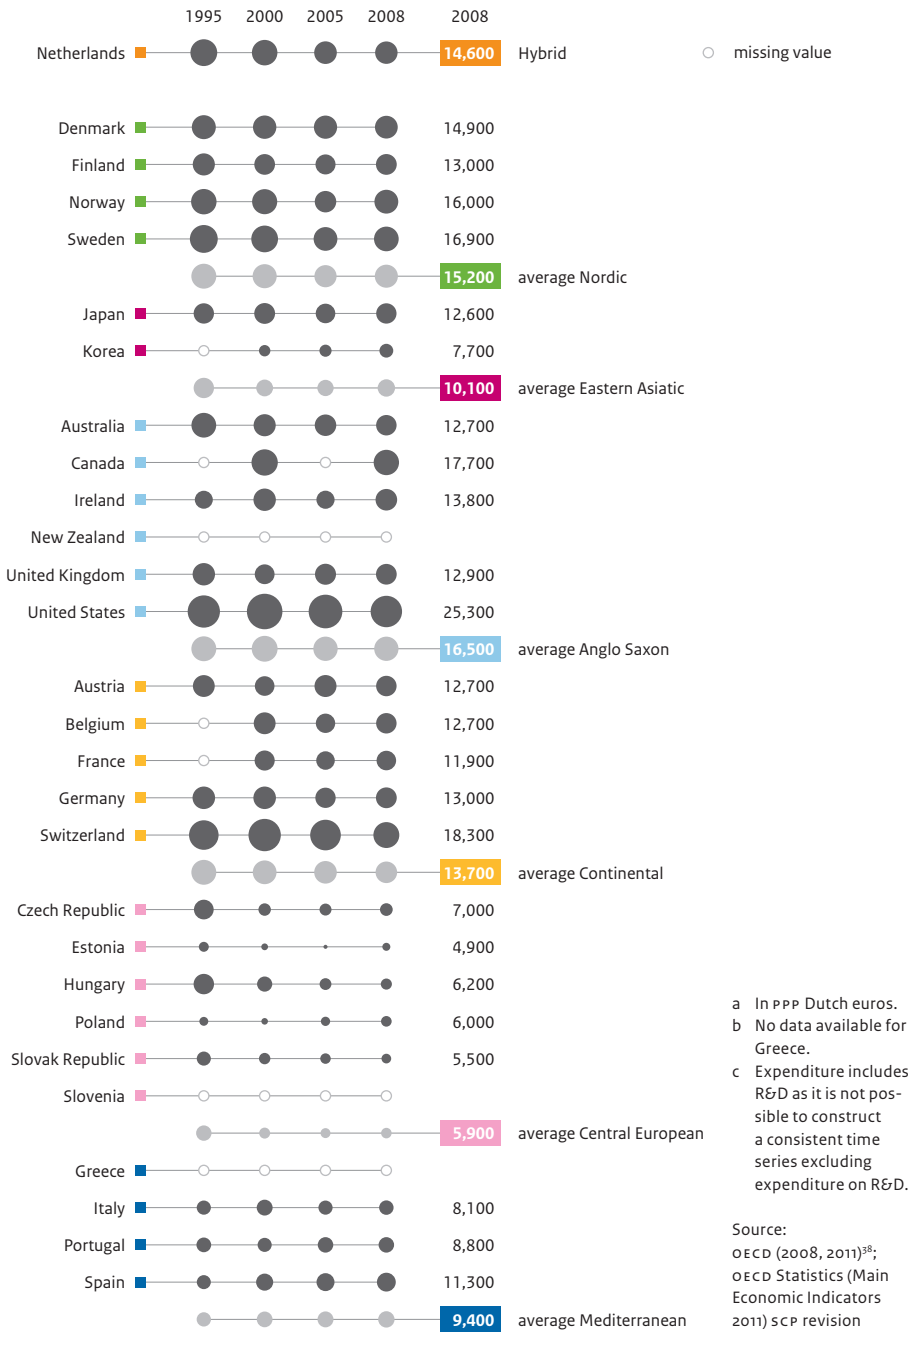 1995 2000 2005 2008 2008
Netherlands 14,600 Hybrid missing value
Denmark 14,900
Finland 13,000
Norway 16,000
Sweden 16,900
15,200 average Nordic
Japan 12,600
Korea 7,700
10,100 average Eastern Asiatic
Australia 12,700
Canada 17,700
Ireland 13,800
New Zealand
United Kingdom 12,900
United States 25,300
16,500 average Anglo Saxon
Austria 12,700
Belgium 12,700
France 11,900
Germany 13,000
Switzerland 18,300
13,700 average Continental
Czech Republic 7,000
Estonia 4,900
Hungary 6,200
Poland 6,000
Slovak Republic 5,500
Slovenia
5,900 average Central European
Greece
Italy 8,100
Portugal 8,800
Spain 11,300
9,400 average Mediterranean
a In PPP Dutch euros.
b No data available for
Greece.
c Expenditure includes
R&D as it is not pos-
sible to construct
a consistent time
series excluding
expenditure on R&D.
Source:
OECD (2008, 2011)³⁸;
OECD Statistics (Main
Economic Indicators
2011) SCP revision